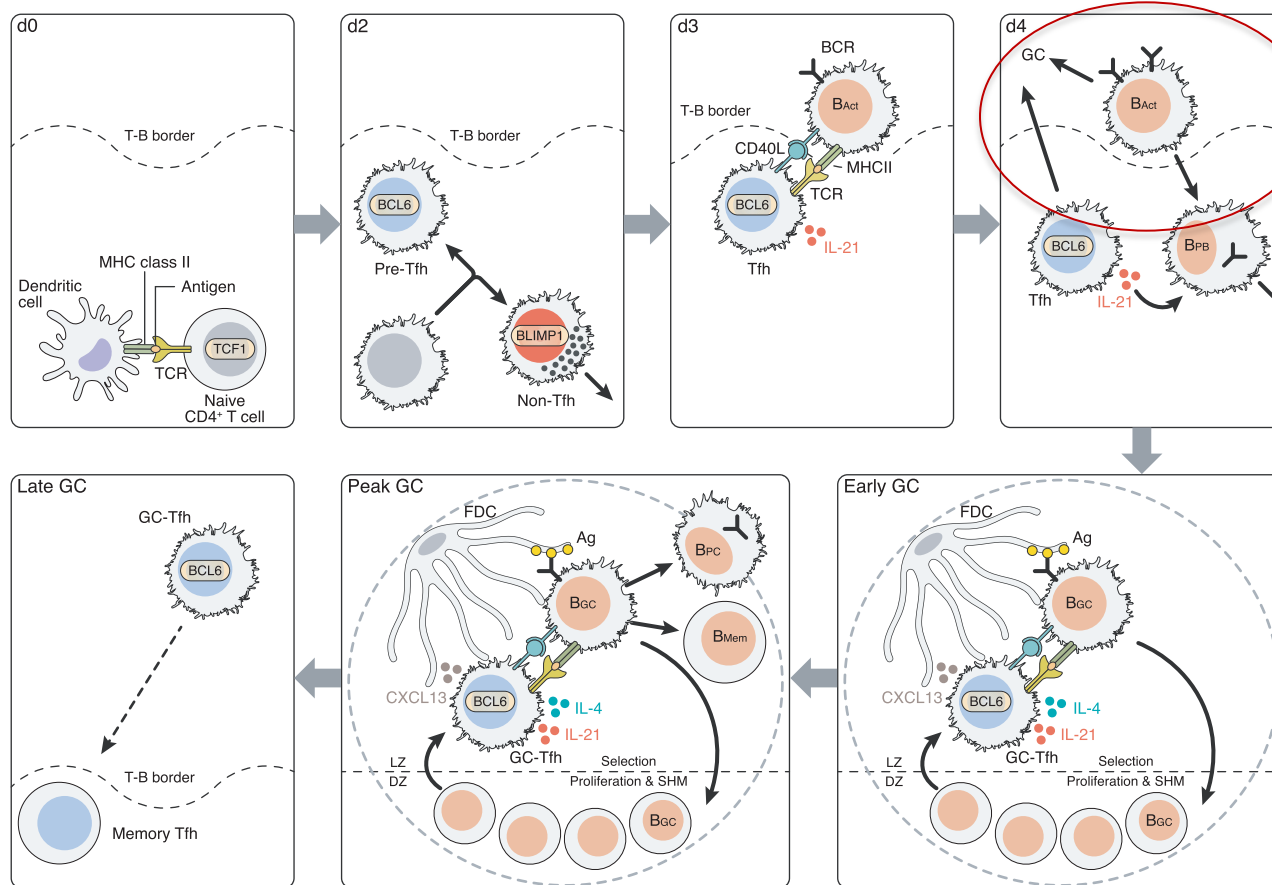 d0
T-B border
MHC class II
Antigen
Dendritic
cell
TCR
TCF1
Naive
CD4+ T cell
d2
T-B border
BCL6
Pre-Tfh
BLIMP1
Non-Tfh
d3
BCR
BAct
T-B border
CD40L
MHCII
TCR
BCL6
IL-21
Tfh
d4
GC
BAct
BCL6
BPB
Tfh
IL-21
Late GC
GC-Tfh
BCL6
T-B border
Memory Tfh
Peak GC
FDC
Ag
BPC
BGC
BMem
CXCL13
BCL6
IL-4
IL-21
GC-Tfh
LZ
Selection
DZ
Proliferation & SHM
BGC
Early GC
FDC
Ag
BGC
CXCL13
BCL6
IL-4
IL-21
GC-Tfh
LZ
Selection
DZ
Proliferation & SHM
BGC